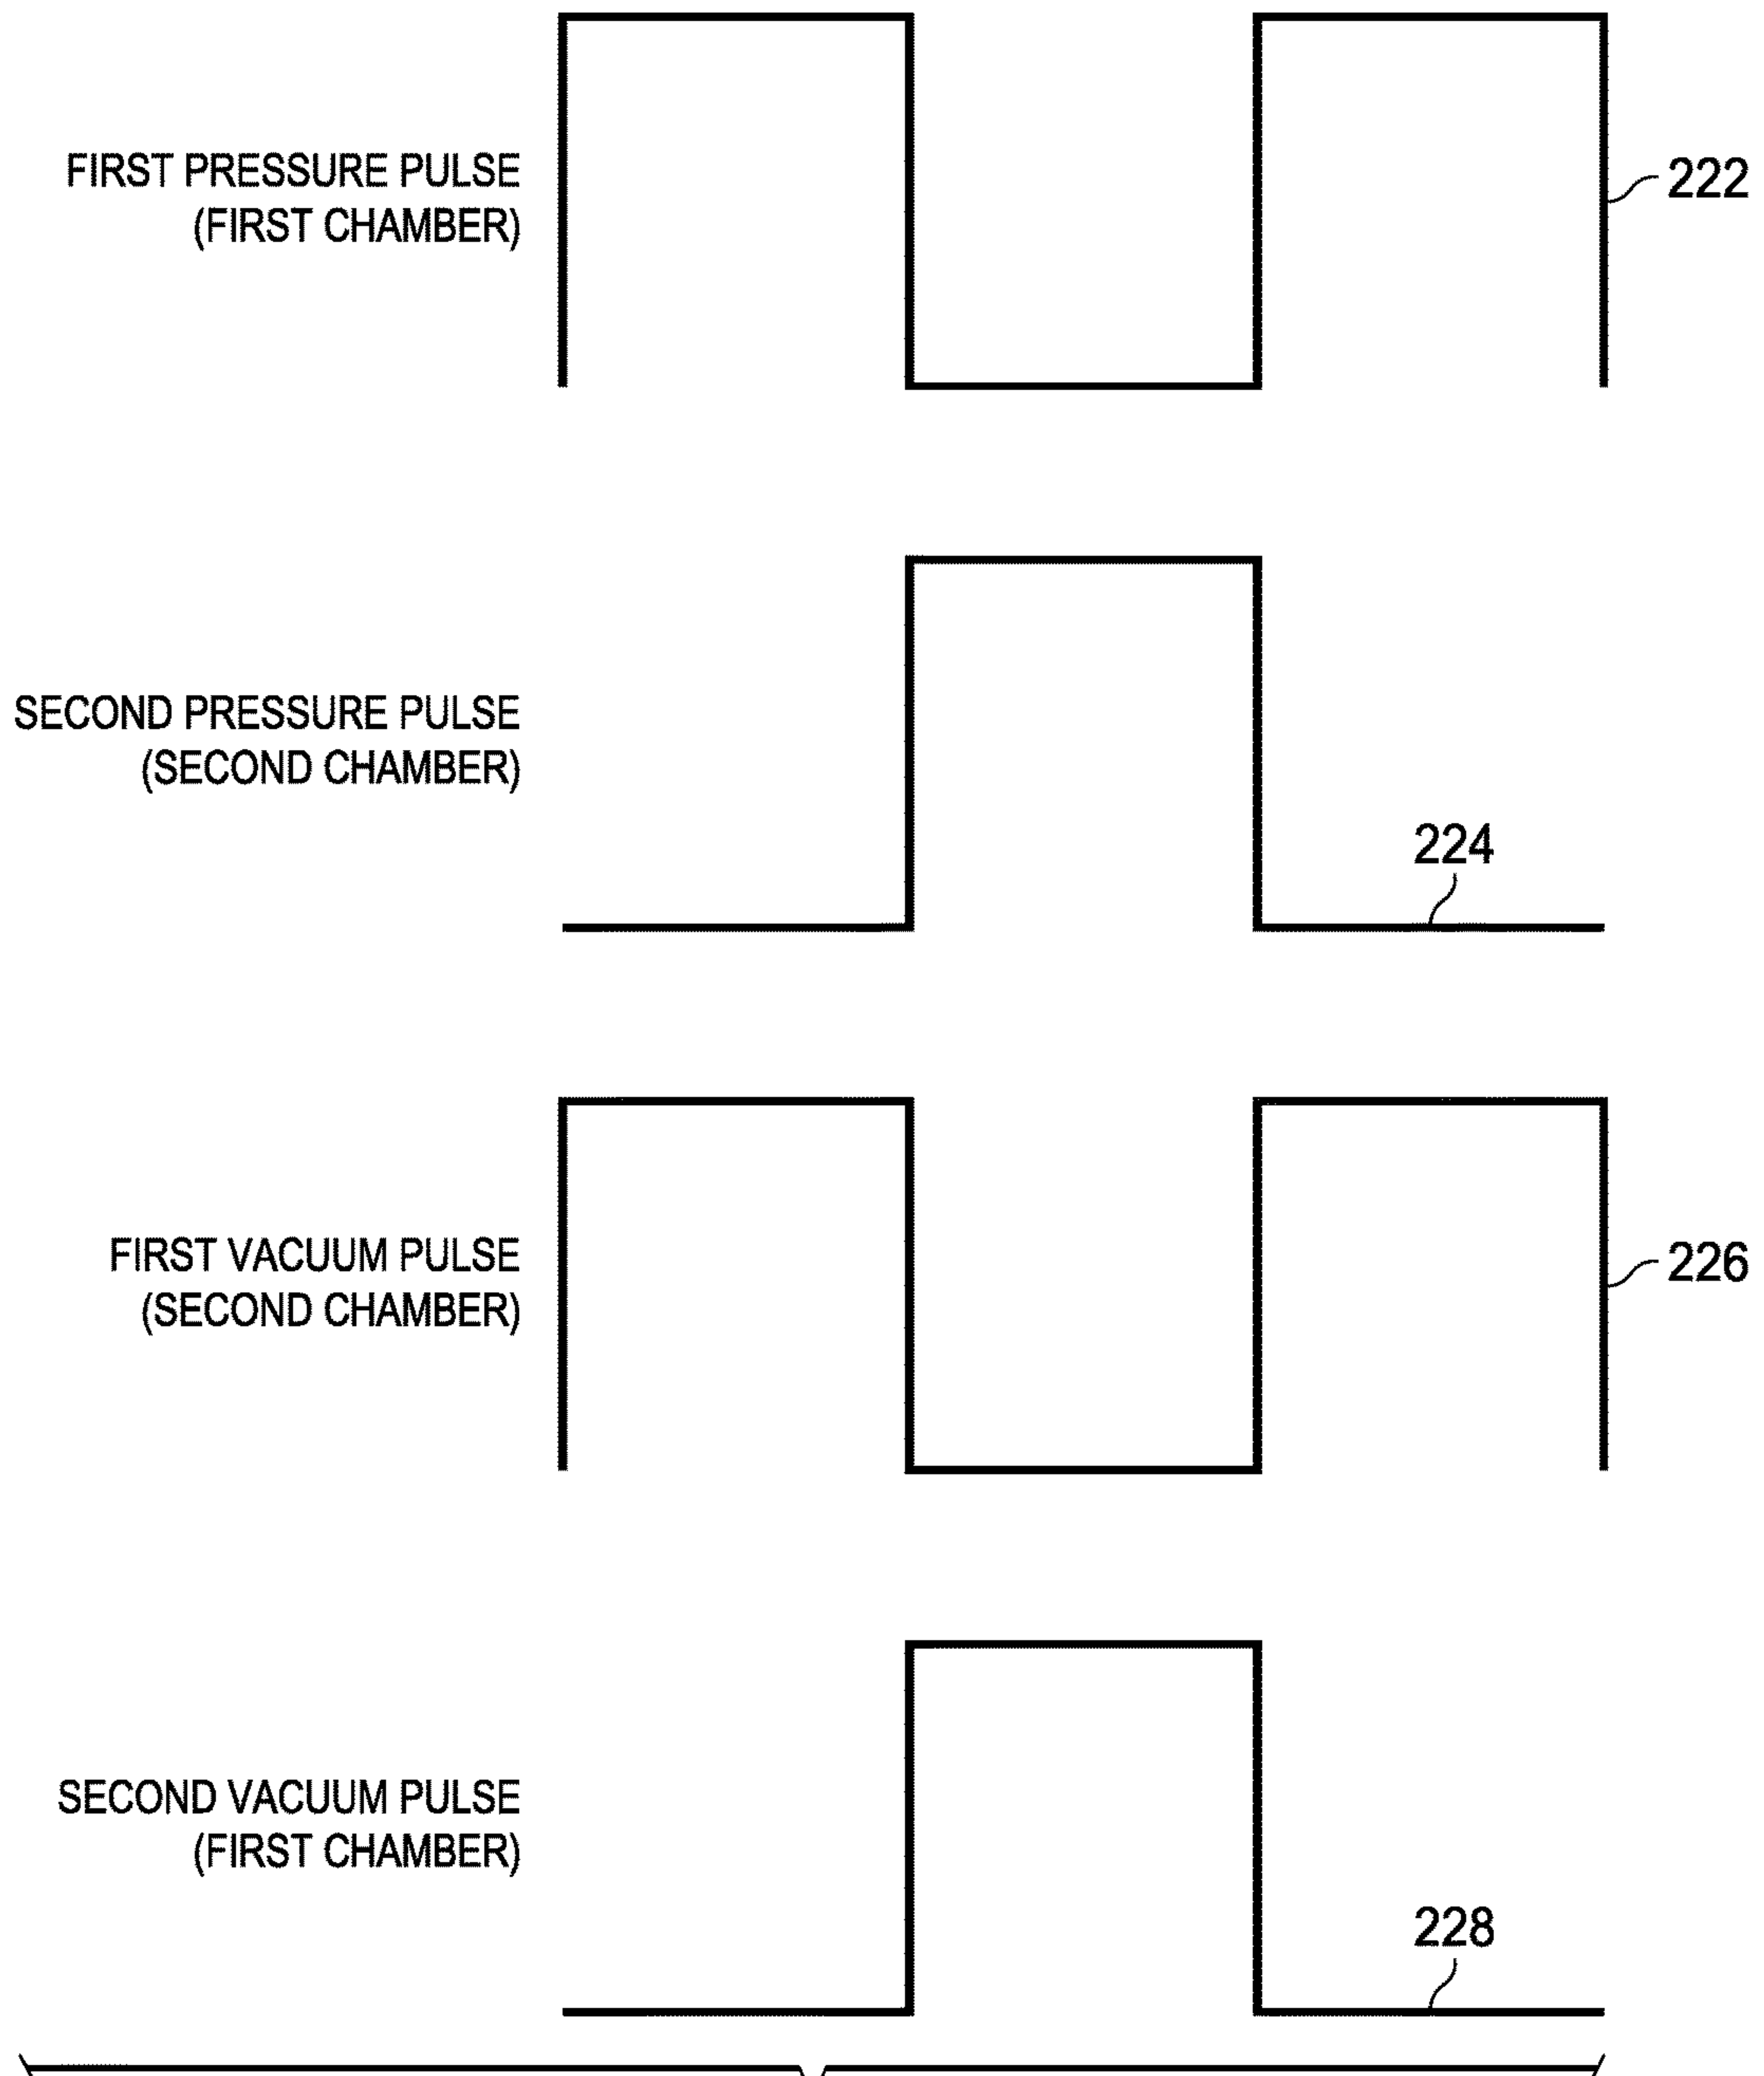 FIRST PRESSURE PULSE
(FIRST CHAMBER)
222
SECOND PRESSURE PULSE
(SECOND CHAMBER)
224
FIRST VACUUM PULSE
(SECOND CHAMBER)
226
SECOND VACUUM PULSE
(FIRST CHAMBER)
228